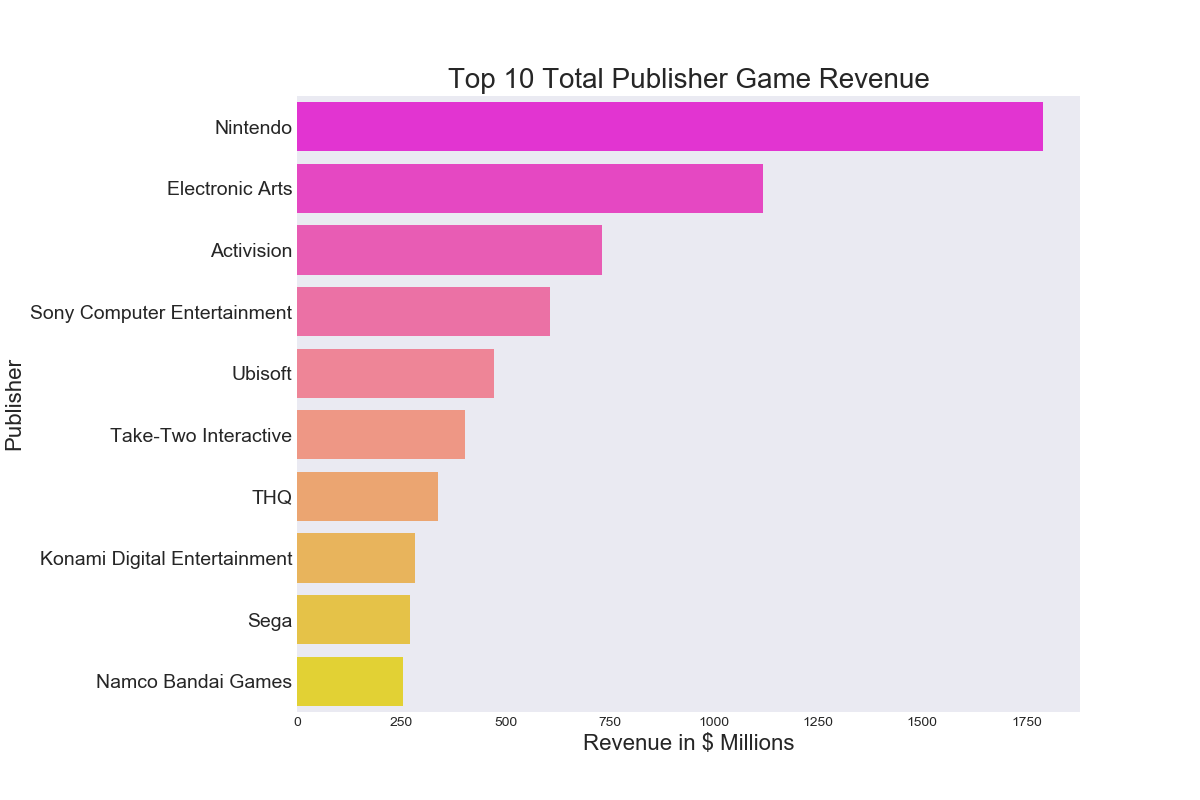 Top 10 Total Publisher Game Revenue
Publisher
Nintendo
Electronic Arts
Activision
Sony Computer Entertainment
Ubisoft
Take-Two Interactive
THQ
Konami Digital Entertainment
Sega
Namco Bandai Games
0 250 500 750 1000 1250 1500 1750
Revenue in $ Millions